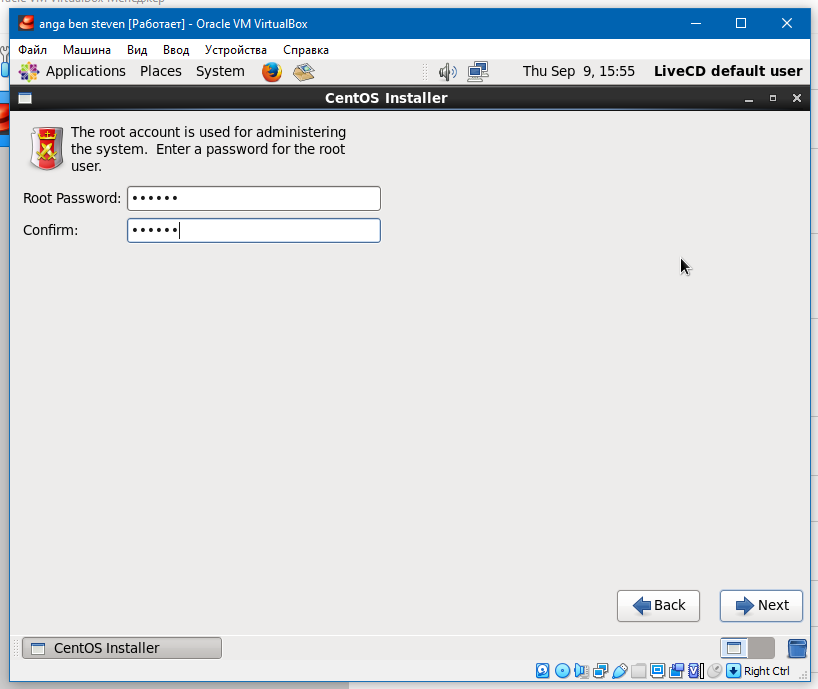 anga ben steven [Работает] - Oracle VM VirtualBox
Файл Машина Вид Ввод Устройства Справка
Applications Places System Thu Sep 9, 15:55 LiveCD default user
CentOS Installer
The root account is used for administering
the system. Enter a password for the root
user.
Root Password: ••••••
Confirm: ••••••
Back Next
CentOS Installer
Right Ctrl